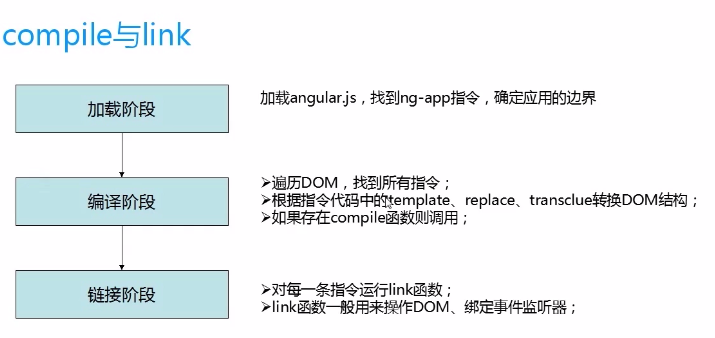 compile与link
加载阶段
加载angular.js，找到ng-app指令，确定应用的边界
编译阶段
➢遍历DOM，找到所有指令；
➢根据指令代码中的template、replace、transclue转换DOM结构；
➢如果存在compile函数则调用；
链接阶段
➢对每一条指令运行link函数；
➢link函数一般用来操作DOM、绑定事件监听器；